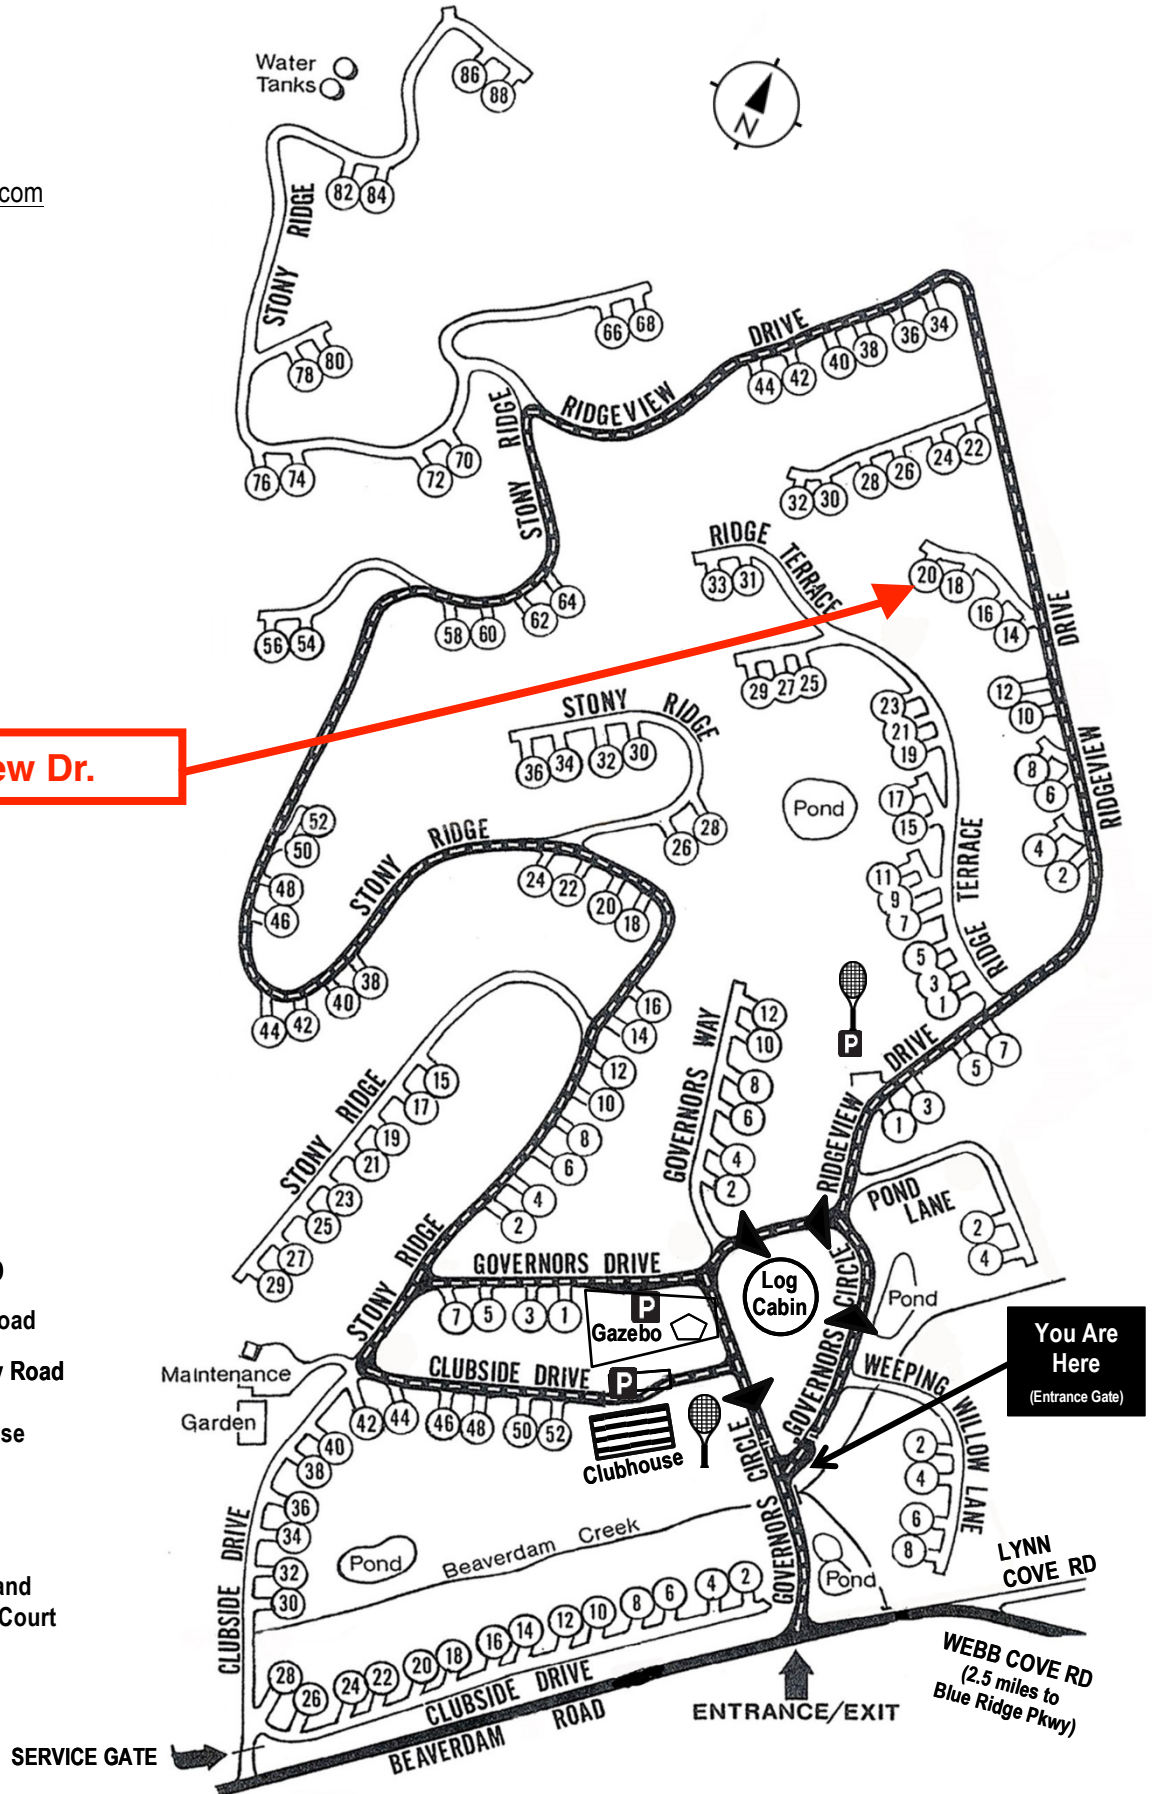 Water
Tanks
86
88
N
com
82
84
STONY RIDGE
DRIVE
66
68
34
36
38
40
42
44
78
80
RIDGEVIEW
RIDGE
STONY
70
72
74
76
22
24
26
28
30
32
RIDGE TERRACE
33
31
20
18
16
14
DRIVE
64
62
60
58
56
54
29
27
25
12
10
STONY RIDGE
36
34
32
30
23
21
19
RIDGEVIEW
8
6
ew Dr.
Pond
17
15
52
50
RIDGE
28
26
4
2
STONY
24
22
20
18
11
9
7
TERRACE
48
46
38
40
42
44
5
3
1
RIDGE
16
14
GOVERNORS WAY
12
10
P
DRIVE
7
5
STONY RIDGE
15
17
19
21
23
25
27
29
12
10
8
6
4
2
8
6
4
2
RIDGEVIEW
3
1
POND
LANE
2
4
STONY RIDGE
GOVERNORS DRIVE
Log
Cabin
GOVERNORS CIRCLE
Pond
7
5
3
1
P
Gazebo
You Are
Here
(Entrance Gate)
oad
y Road
se
and
Court
Maintenance
Garden
CLUBSIDE DRIVE
P
WEEPING WILLOW LANE
42
44
46
48
50
52
Clubhouse
GOVERNORS CIRCLE
40
38
36
34
32
30
2
4
6
8
CLUBSIDE DRIVE
Pond
Beaverdam Creek
Pond
LYNN
COVE RD
28
26
24
22
20
18
16
14
12
10
8
6
4
2
CLUBSIDE DRIVE
BEAVERDAM ROAD
WEBB COVE RD
(2.5 miles to
Blue Ridge Pkwy)
ENTRANCE/EXIT
SERVICE GATE